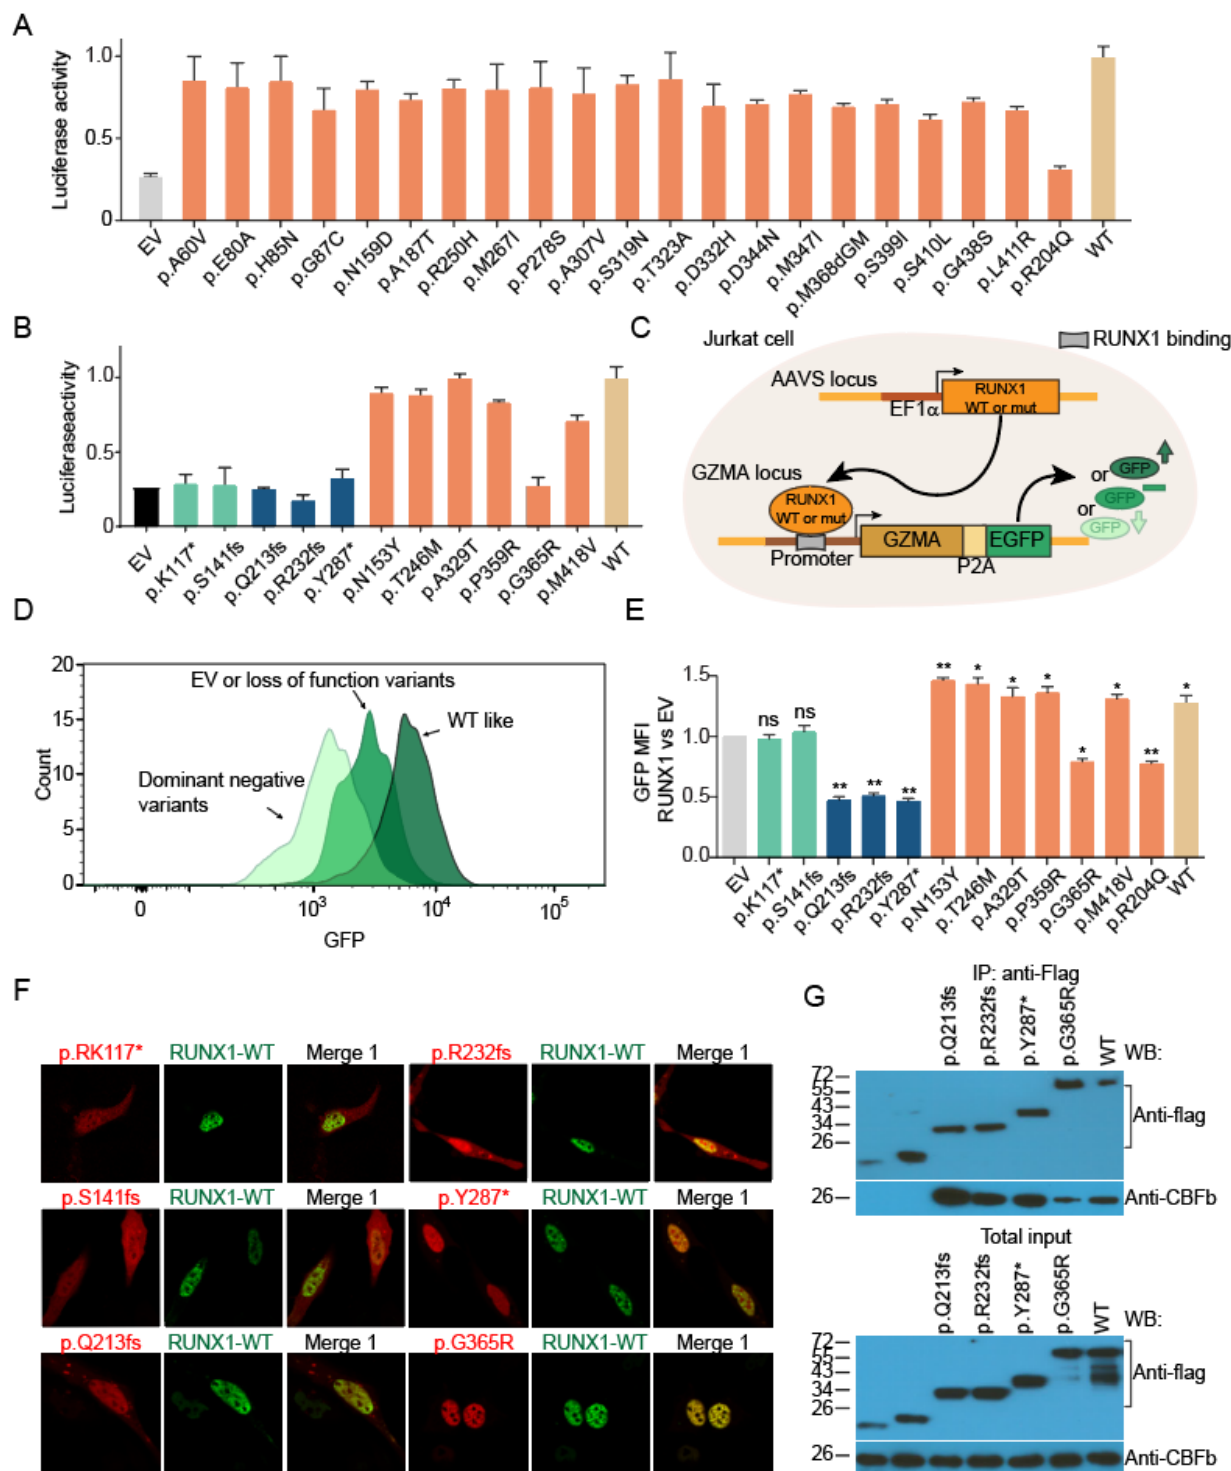 A
Luciferase activity
1.0
0.5
0
EV
p.A60V
p.E80A
p.H85N
p.G87C
p.N159D
p.A187T
p.R250H
p.M267I
p.P278S
p.A307V
p.S319N
p.T323A
p.D332H
p.D344N
p.M347I
p.M368dGM
p.S399I
p.S410L
p.G438S
p.L411R
p.R204Q
WT
B
Luciferaseactivity
1.0
0.5
0
EV
p.K117*
p.S141fs
p.Q213fs
p.R232fs
p.Y287*
p.N153Y
p.T246M
p.A329T
p.P359R
p.G365R
p.M418V
WT
C
Jurkat cell
RUNX1 binding
AAVS locus
RUNX1
WT or mut
EF1α
GZMA locus
RUNX1
WT or mut
or GFP
GFP
or
GFP
GZMA
EGFP
Promoter
P2A
D
20
15
10
5
0
Count
EV or loss of function variants
WT like
Dominant negative
variants
0
10³
10⁴
10⁵
GFP
E
GFP MFI
RUNX1 vs EV
1.5
1.0
0.5
0.0
ns
ns
**
**
**
**
*
*
*
*
*
**
*
EV
p.K117*
p.S141fs
p.Q213fs
p.R232fs
p.Y287*
p.N153Y
p.T246M
p.A329T
p.P359R
p.G365R
p.M418V
p.R204Q
WT
F
p.RK117* RUNX1-WT Merge 1 p.R232fs RUNX1-WT Merge 1
p.S141fs RUNX1-WT Merge 1 p.Y287* RUNX1-WT Merge 1
p.Q213fs RUNX1-WT Merge 1 p.G365R RUNX1-WT Merge 1
G
IP: anti-Flag
p.Q213fs
p.R232fs
p.Y287*
p.G365R
WT
WB:
72
55
43
34
26
Anti-flag
26
Anti-CBFb
Total input
p.Q213fs
p.R232fs
p.Y287*
p.G365R
WT
WB:
72
55
43
34
26
Anti-flag
26
Anti-CBFb